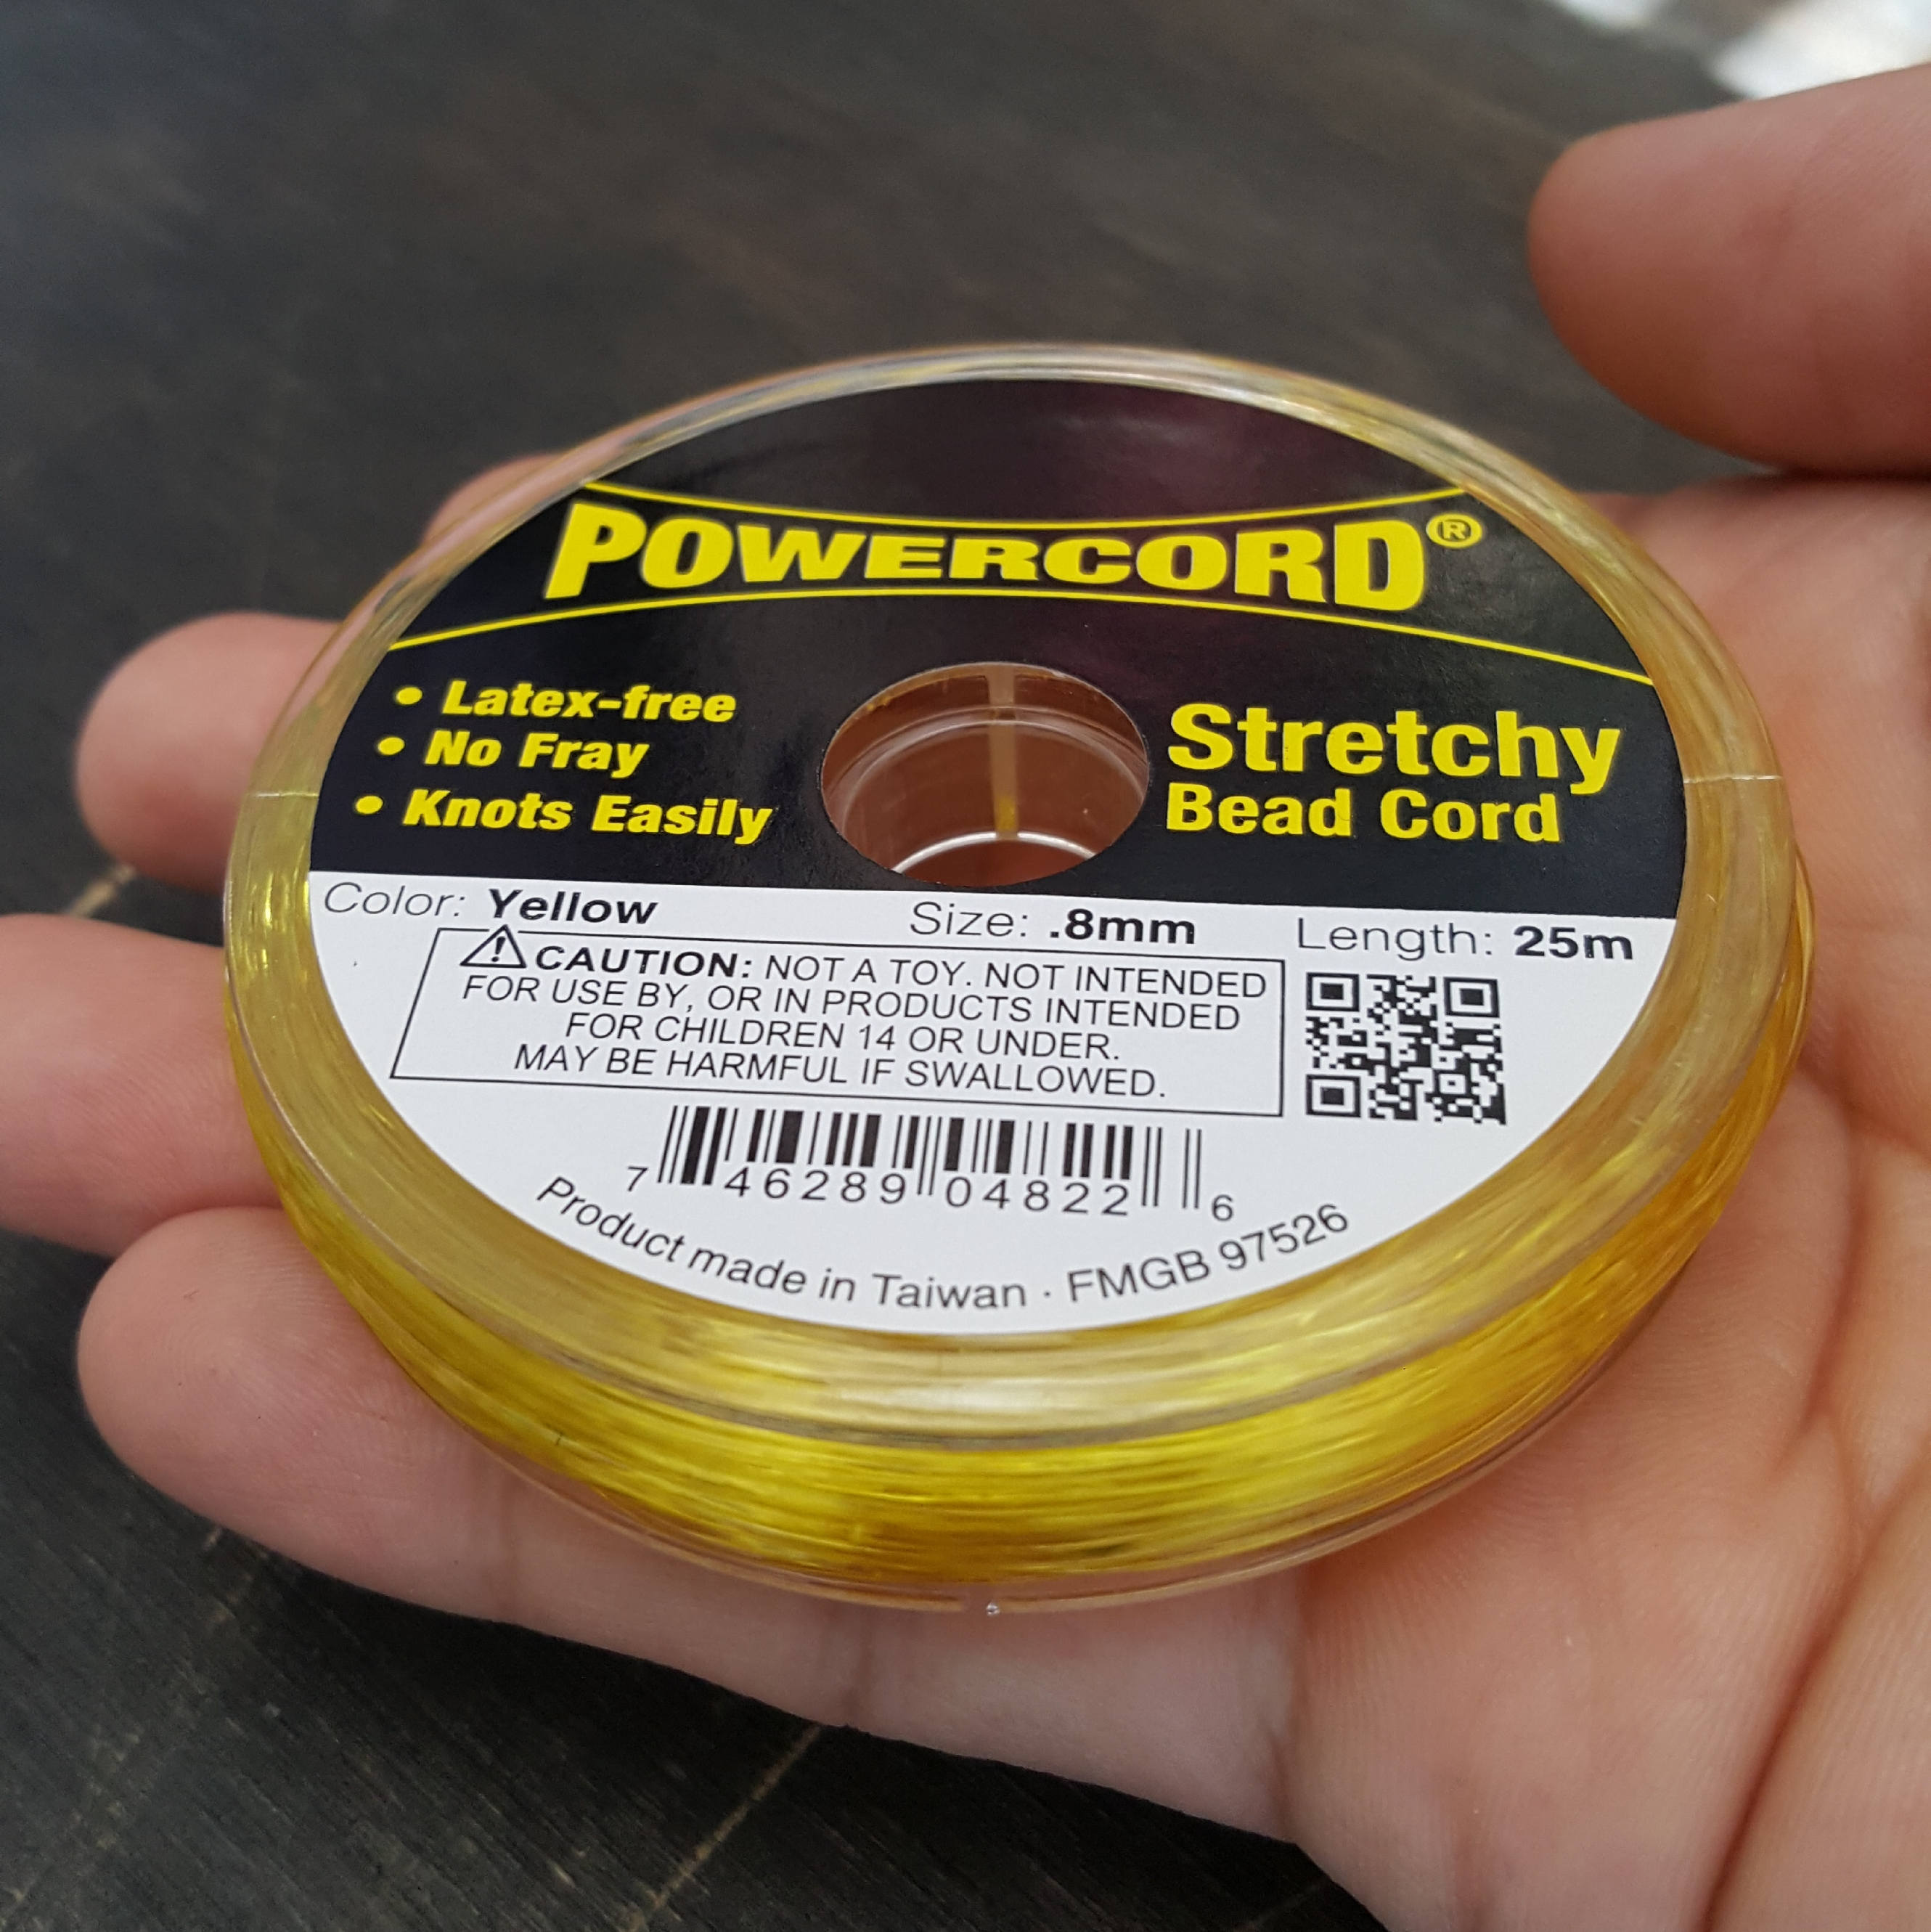 POWERCORD®
• Latex-free
• No Fray
• Knots Easily
Stretchy
Bead Cord
Color: Yellow Size: .8mm Length: 25m
⚠CAUTION: NOT A TOY. NOT INTENDED
FOR USE BY, OR IN PRODUCTS INTENDED
FOR CHILDREN 14 OR UNDER.
MAY BE HARMFUL IF SWALLOWED.
7 46289 04822 6
Product made in Taiwan · FMGB 97526